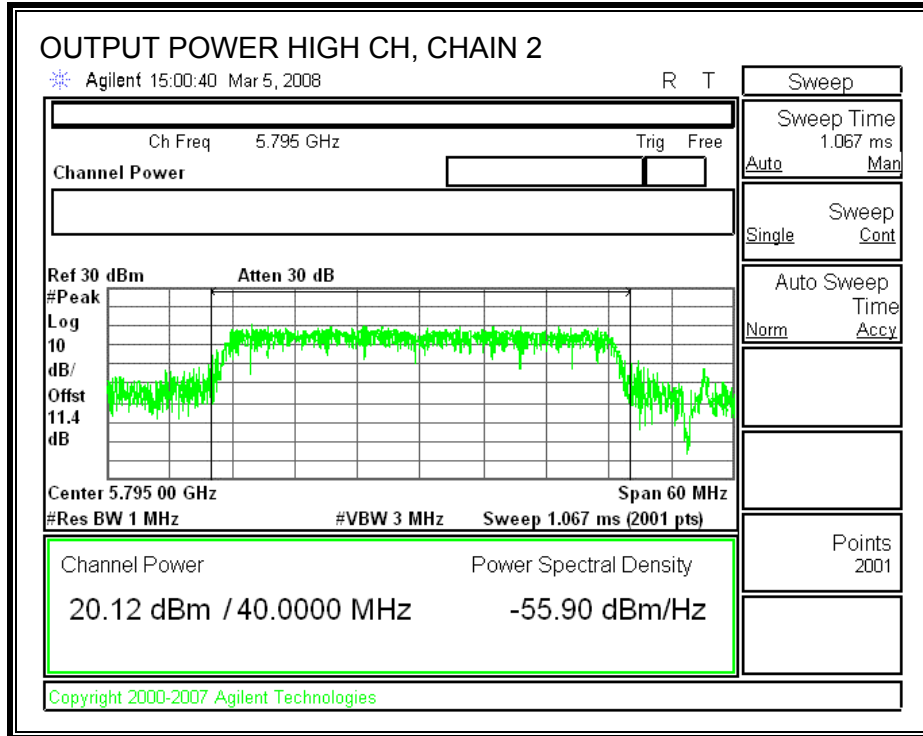 OUTPUT POWER HIGH CH, CHAIN 2
Agilent 15:00:40 Mar 5, 2008 R T
Ch Freq 5.795 GHz Trig Free
Channel Power
Ref 30 dBm Atten 30 dB
#Peak
Log
10
dB/
Offst
11.4
dB
Center 5.795 00 GHz Span 60 MHz
#Res BW 1 MHz #VBW 3 MHz Sweep 1.067 ms (2001 pts)
Channel Power Power Spectral Density
20.12 dBm / 40.0000 MHz -55.90 dBm/Hz
Copyright 2000-2007 Agilent Technologies
Sweep
Sweep Time
1.067 ms
Auto Man
Sweep
Single Cont
Auto Sweep
Time
Norm Accy
Points
2001